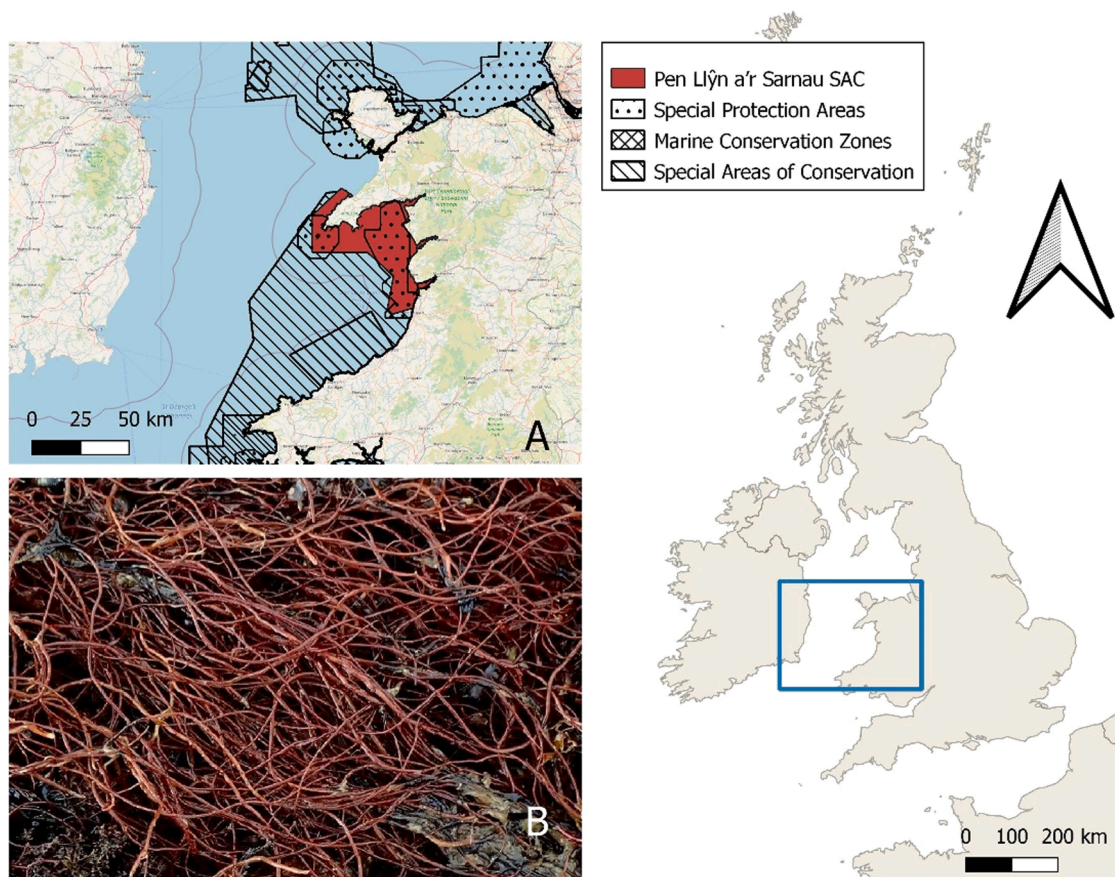 Pen Llŷn a'r Sarnau SAC
Special Protection Areas
Marine Conservation Zones
Special Areas of Conservation
0 25 50 km
A
B
0 100 200 km